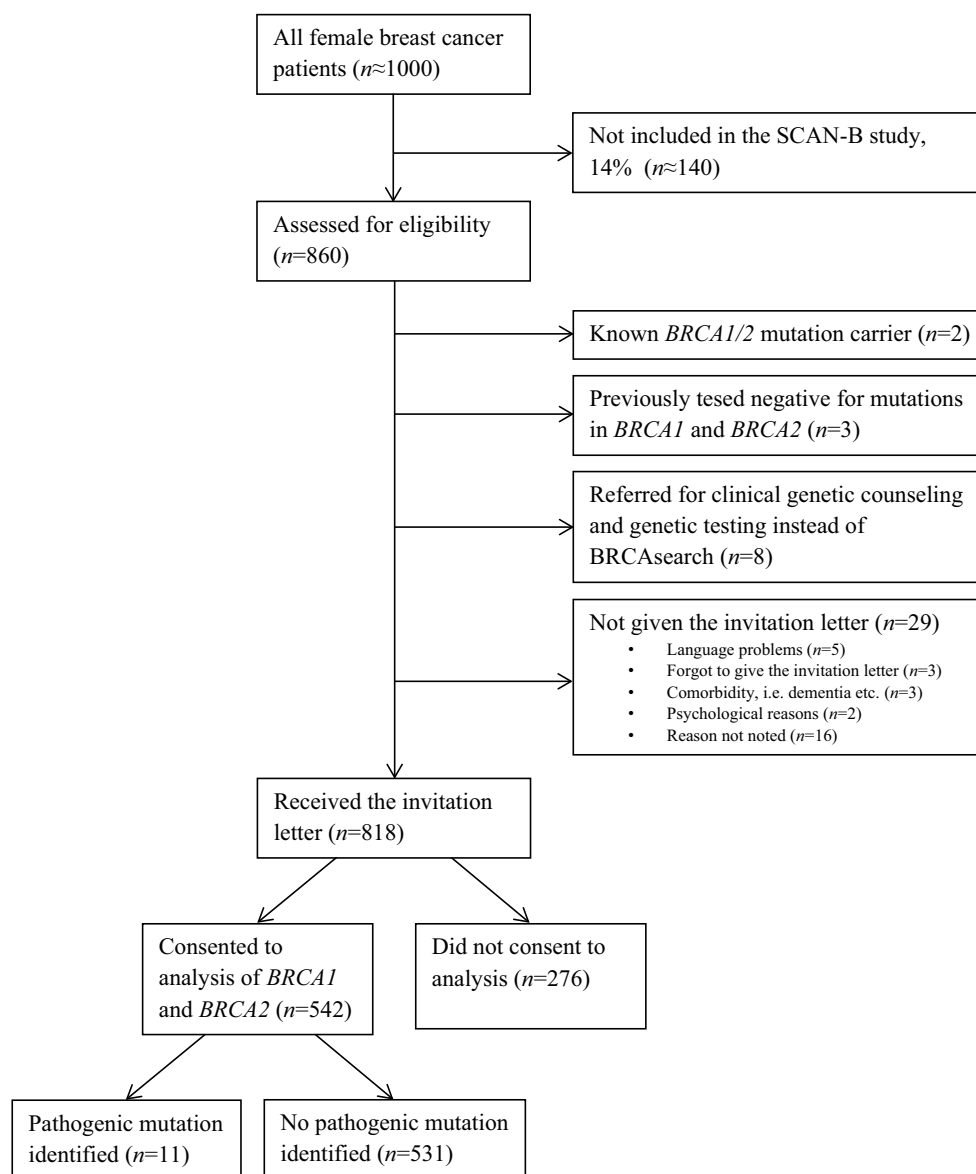 All female breast cancer
patients (n≈1000)
Not included in the SCAN-B study,
14% (n≈140)
Assessed for eligibility
(n=860)
Known BRCA1/2 mutation carrier (n=2)
Previously tesed negative for mutations
in BRCA1 and BRCA2 (n=3)
Referred for clinical genetic counseling
and genetic testing instead of
BRCAsearch (n=8)
Not given the invitation letter (n=29)
• Language problems (n=5)
• Forgot to give the invitation letter (n=3)
• Comorbidity, i.e. dementia etc. (n=3)
• Psychological reasons (n=2)
• Reason not noted (n=16)
Received the invitation
letter (n=818)
Consented to
analysis of BRCA1
and BRCA2 (n=542)
Did not consent to
analysis (n=276)
Pathogenic mutation
identified (n=11)
No pathogenic mutation
identified (n=531)